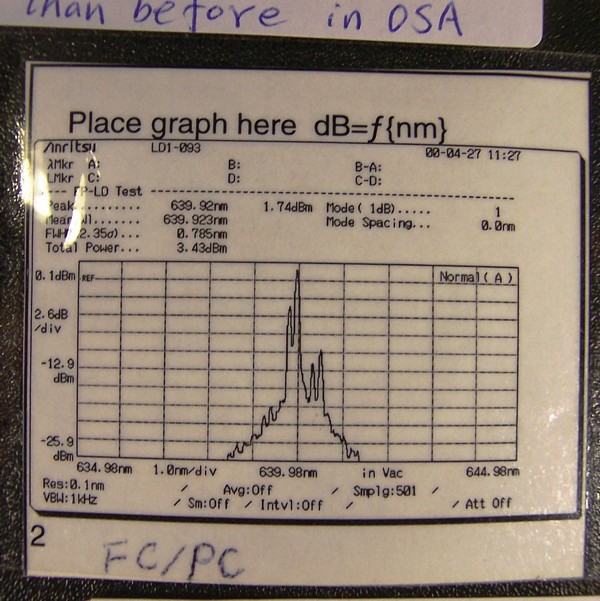 than before in OSA
Place graph here dB=ƒ{nm}
Anritsu LD1-093 00-04-27 11:27
λMkr A: B: B-A:
LMkr C: D: C-D:
---- FP-LD Test ----
Peak......... 639.92nm 1.74dBm Mode( 1dB)..... 1
Mean Wl...... 639.923nm Mode Spacing... 0.0nm
FWHM(2.35σ)... 0.785nm
Total Power... 3.43dBm
0.1dBm REF Normal(A)
2.6dB
/div
-12.9
dBm
-25.9
dBm
634.98nm 1.0nm/div 639.98nm in Vac 644.98nm
Res:0.1nm / Avg:Off / Smplg:501 /
VBW:1kHz / Sm:Off / Intvl:Off / / Att Off
2
FC/PC